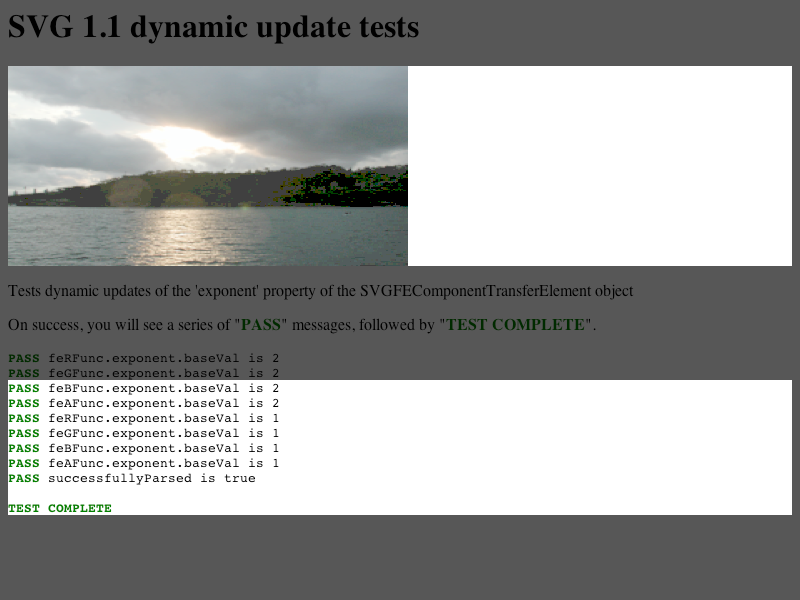 SVG 1.1 dynamic update tests
Tests dynamic updates of the 'exponent' property of the SVGFEComponentTransferElement object
On success, you will see a series of "PASS" messages, followed by "TEST COMPLETE".
PASS feRFunc.exponent.baseVal is 2
PASS feGFunc.exponent.baseVal is 2
PASS feBFunc.exponent.baseVal is 2
PASS feAFunc.exponent.baseVal is 2
PASS feRFunc.exponent.baseVal is 1
PASS feGFunc.exponent.baseVal is 1
PASS feBFunc.exponent.baseVal is 1
PASS feAFunc.exponent.baseVal is 1
PASS successfullyParsed is true
TEST COMPLETE